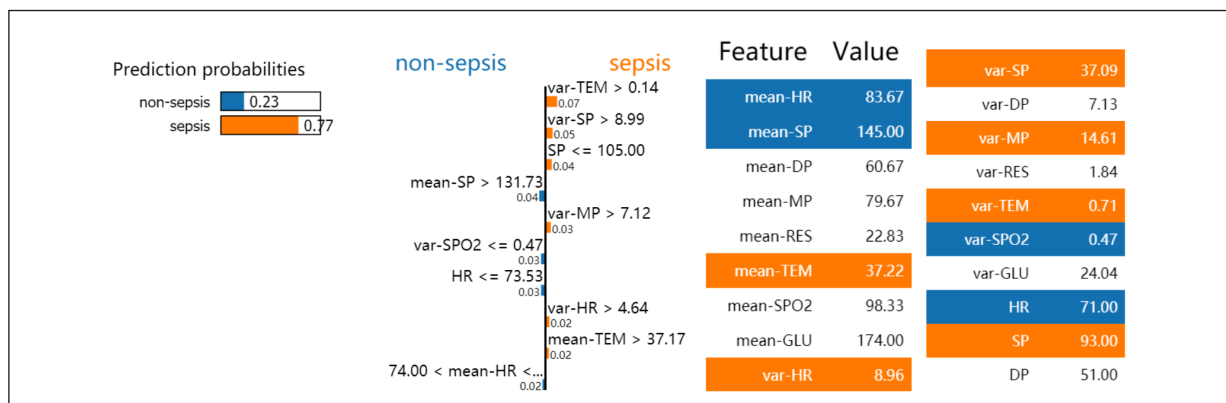 Prediction probabilities
non-sepsis 0.23
sepsis 0.77
non-sepsis sepsis
var-TEM > 0.14
0.07
var-SP > 8.99
0.05
SP <= 105.00
0.04
mean-SP > 131.73
0.04
var-MP > 7.12
0.03
var-SPO2 <= 0.47
0.03
HR <= 73.53
0.03
var-HR > 4.64
0.02
mean-TEM > 37.17
0.02
74.00 < mean-HR <...
0.02
Feature Value
mean-HR 83.67
mean-SP 145.00
mean-DP 60.67
mean-MP 79.67
mean-RES 22.83
mean-TEM 37.22
mean-SPO2 98.33
mean-GLU 174.00
var-HR 8.96
var-SP 37.09
var-DP 7.13
var-MP 14.61
var-RES 1.84
var-TEM 0.71
var-SPO2 0.47
var-GLU 24.04
HR 71.00
SP 93.00
DP 51.00